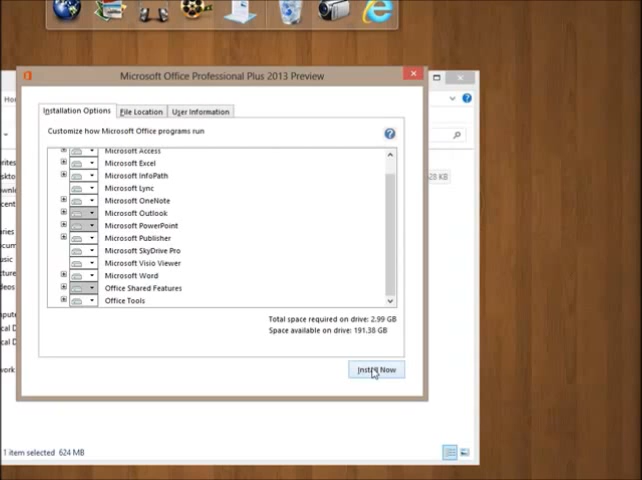 Microsoft Office Professional Plus 2013 Preview
Installation Options
File Location
User Information
Customize how Microsoft Office programs run
Microsoft Access
Microsoft Excel
Microsoft InfoPath
Microsoft Lync
Microsoft OneNote
Microsoft Outlook
Microsoft PowerPoint
Microsoft Publisher
Microsoft SkyDrive Pro
Microsoft Visio Viewer
Microsoft Word
Office Shared Features
Office Tools
Total space required on drive: 2.99 GB
Space available on drive: 191.38 GB
Install Now
1 item selected 624 MB